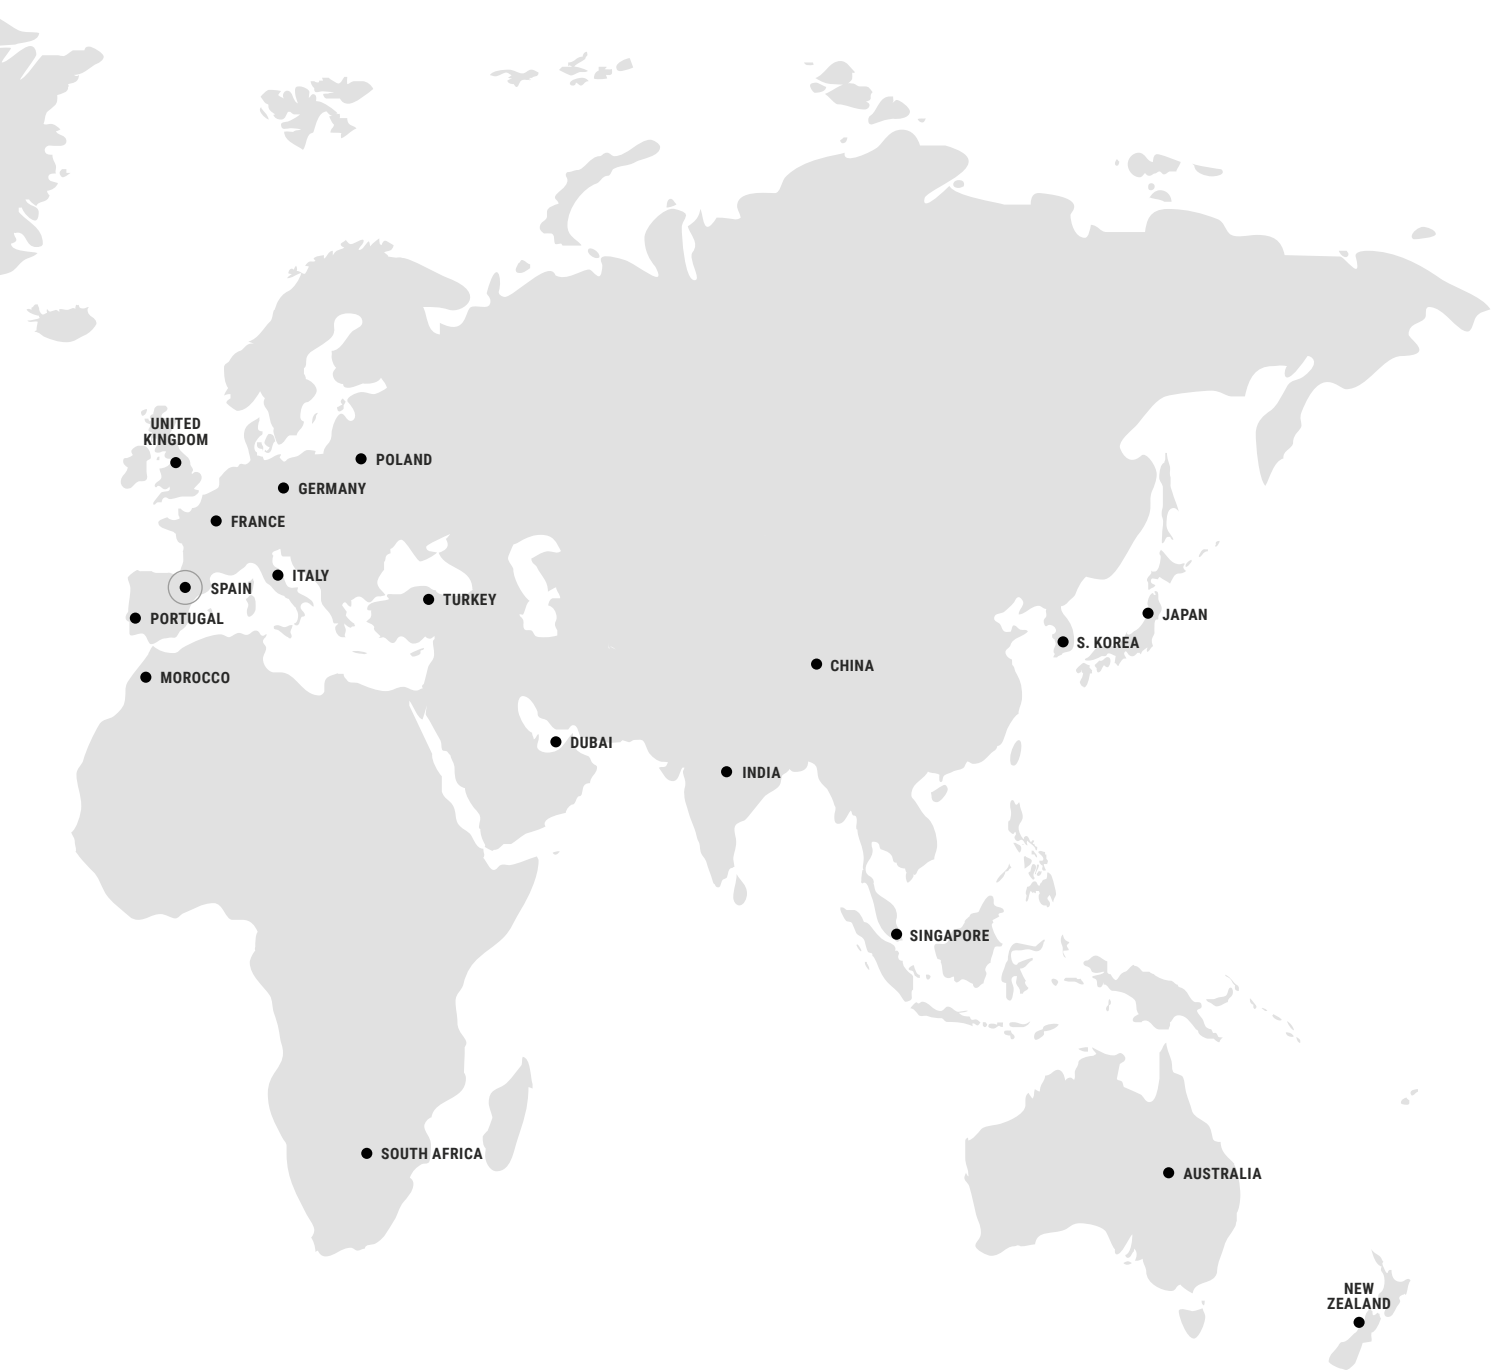 UNITED
KINGDOM
POLAND
GERMANY
FRANCE
ITALY
SPAIN
TURKEY
PORTUGAL
JAPAN
S. KOREA
CHINA
MOROCCO
DUBAI
INDIA
SINGAPORE
SOUTH AFRICA
AUSTRALIA
NEW
ZEALAND